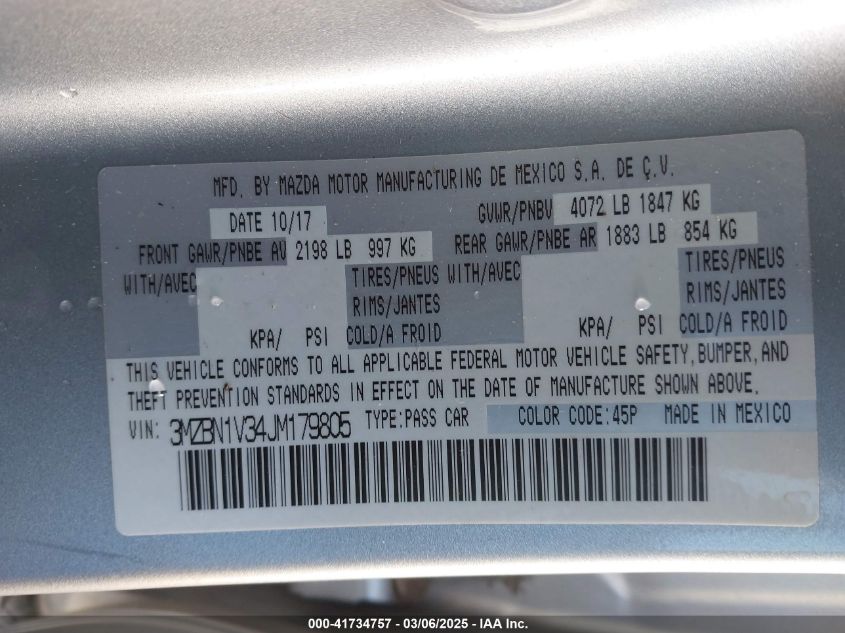 MFD. BY MAZDA MOTOR MANUFACTURING DE MEXICO S.A. DE C.V.
DATE 10/17 GVWR/PNBV 4072 LB 1847 KG
FRONT GAWR/PNBE AV 2198 LB 997 KG REAR GAWR/PNBE AR 1883 LB 854 KG
WITH/AVEC TIRES/PNEUS WITH/AVEC TIRES/PNEUS
RIMS/JANTES RIMS/JANTES
KPA/ PSI COLD/A FROID KPA/ PSI COLD/A FROID
THIS VEHICLE CONFORMS TO ALL APPLICABLE FEDERAL MOTOR VEHICLE SAFETY, BUMPER, AND
THEFT PREVENTION STANDARDS IN EFFECT ON THE DATE OF MANUFACTURE SHOWN ABOVE.
VIN: 3MZBN1V34JM179805 TYPE:PASS CAR COLOR CODE:45P MADE IN MEXICO
000-41734757 — 03/06/2025 — IAA Inc.